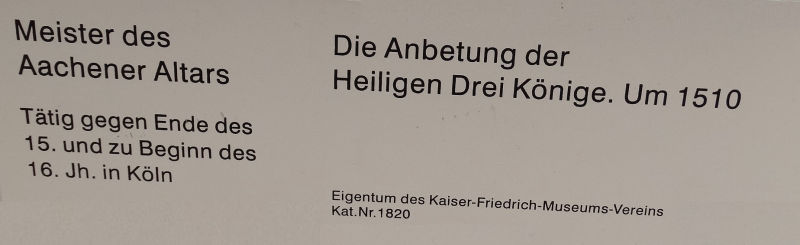 Meister des
Aachener Altars
Tätig gegen Ende des
15. und zu Beginn des
16. Jh. in Köln
Die Anbetung der
Heiligen Drei Könige. Um 1510
Eigentum des Kaiser-Friedrich-Museums-Vereins
Kat.Nr.1820